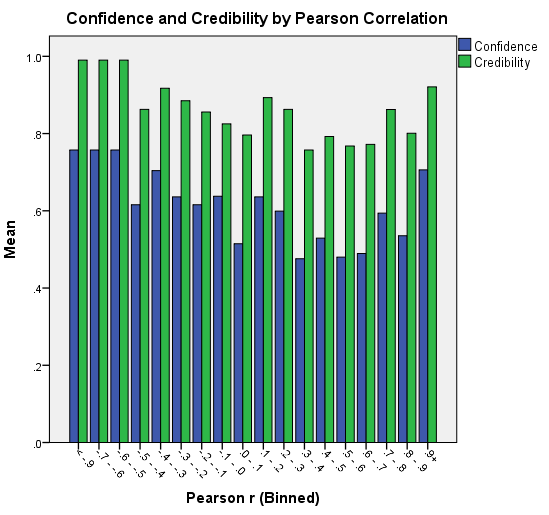 Confidence and Credibility by Pearson Correlation
Confidence
Credibility
Mean
1.0
.8
.6
.4
.2
.0
< -.9
-.7 - -.6
-.6 - -.5
-.5 - -.4
-.4 - -.3
-.3 - -.2
-.2 - -.1
-.1 - .0
.0 - .1
.1 - .2
.2 - .3
.3 - .4
.4 - .5
.5 - .6
.6 - .7
.7 - .8
.8 - .9
.9+
Pearson r (Binned)